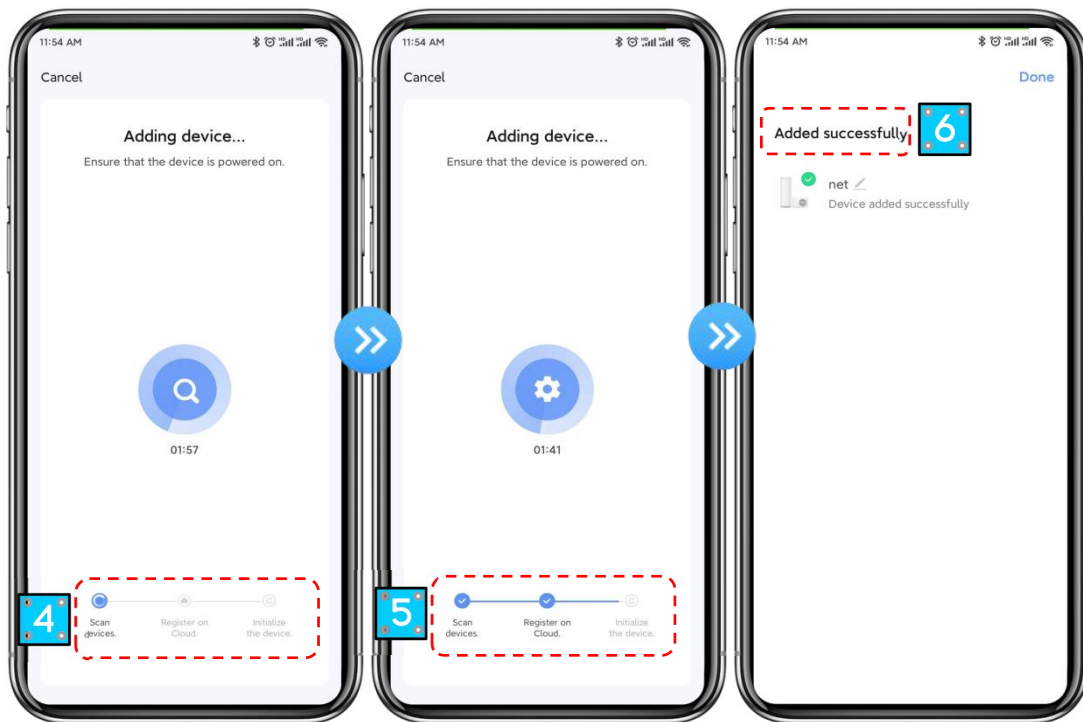 11:54 AM
Cancel
Adding device...
Ensure that the device is powered on.
01:57
4
Scan
devices.
Register on
Cloud.
Initialize
the device.
11:54 AM
Cancel
Adding device...
Ensure that the device is powered on.
01:41
5
Scan
devices.
Register on
Cloud.
Initialize
the device.
11:54 AM
Done
Added successfully
6
net
Device added successfully